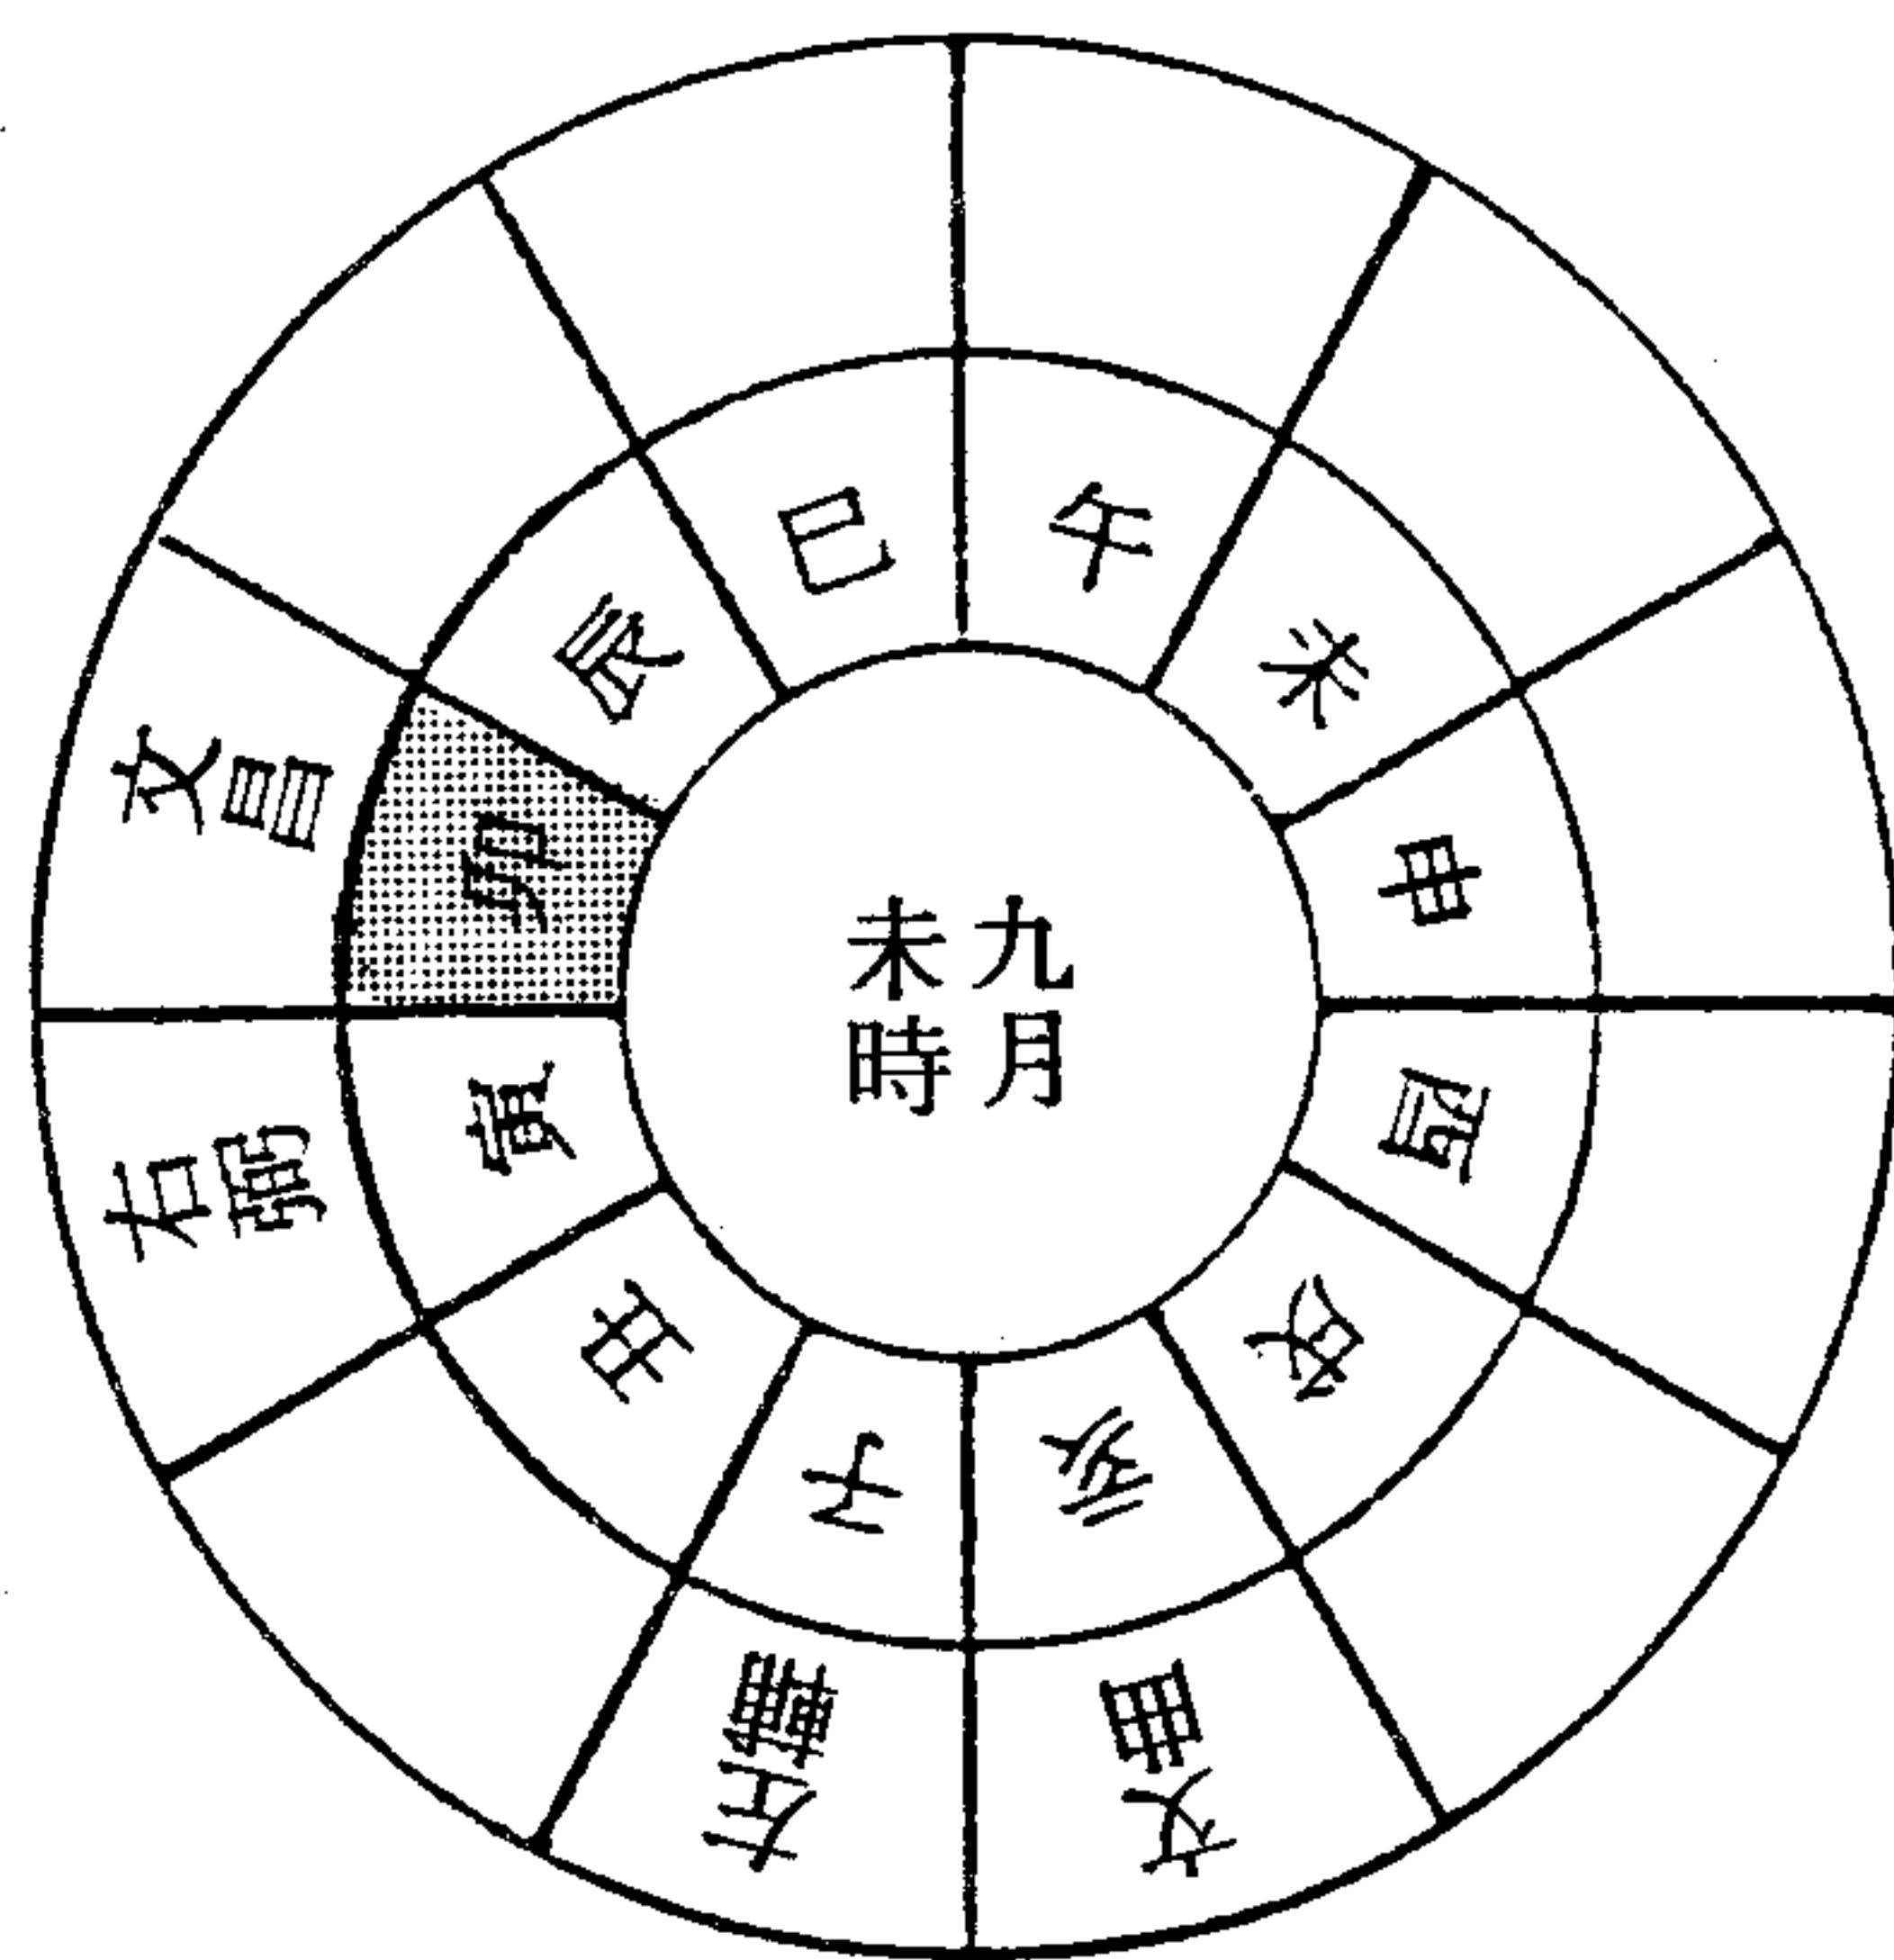 九月
未時
子
丑
寅
卯
辰
巳
午
未
申
酉
戌
亥
左輔
右弼
文昌
文曲